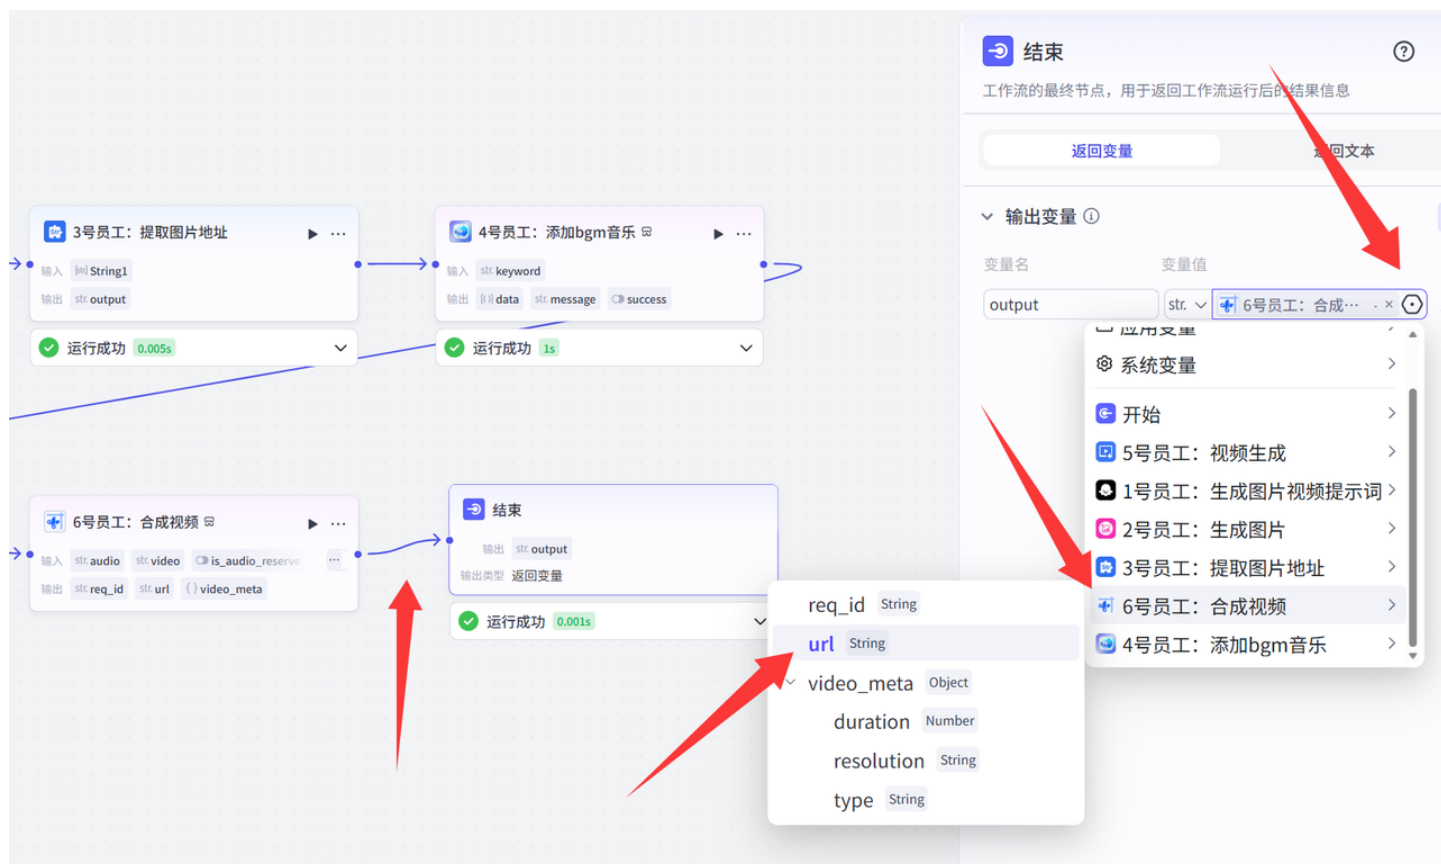 3号员工：提取图片地址
输入 [str] String1
输出 str. output
运行成功 0.005s
4号员工：添加bgm音乐
输入 str. keyword
输出 [{}] data str. message success
运行成功 1s
6号员工：合成视频
输入 str. audio str. video is_audio_reserve ...
输出 str. req_id str. url { } video_meta
结束
输出 str. output
输出类型 返回变量
运行成功 0.001s
req_id String
url String
video_meta Object
duration Number
resolution String
type String
结束
工作流的最终节点，用于返回工作流运行后的结果信息
返回变量 返回文本
输出变量
变量名 变量值
output str. 6号员工：合成...
应用变量
系统变量
开始
5号员工：视频生成
1号员工：生成图片视频提示词
2号员工：生成图片
3号员工：提取图片地址
6号员工：合成视频
4号员工：添加bgm音乐